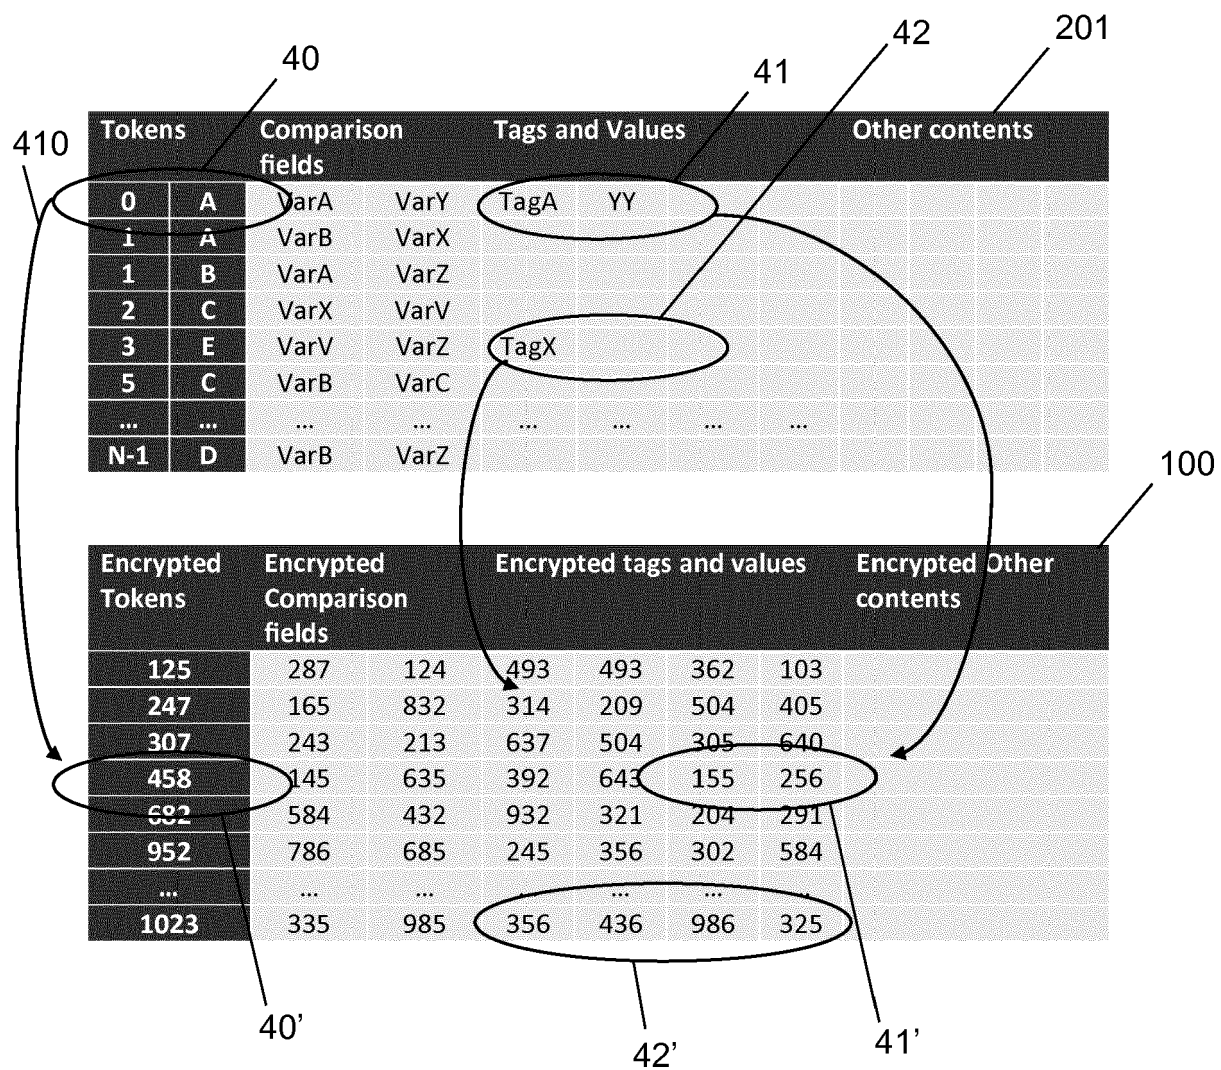 42
201
40
41
410
Tokens Comparison fields Tags and Values Other contents
0 A VarA VarY TagA YY
1 A VarB VarX
1 B VarA VarZ
2 C VarX VarV
3 E VarV VarZ TagX
5 C VarB VarC
... ... ... ... ... ... ... ...
N-1 D VarB VarZ
42
100
Encrypted Tokens Encrypted Comparison fields Encrypted tags and values Encrypted Other contents
125 287 124 493 493 362 103
247 165 832 314 209 504 405
307 243 213 637 504 305 640
458 145 635 392 643 155 256
682 584 432 932 321 204 291
952 786 685 245 356 302 584
... ... ... ... ... ... ...
1023 335 985 356 436 986 325
40’
42’
41’